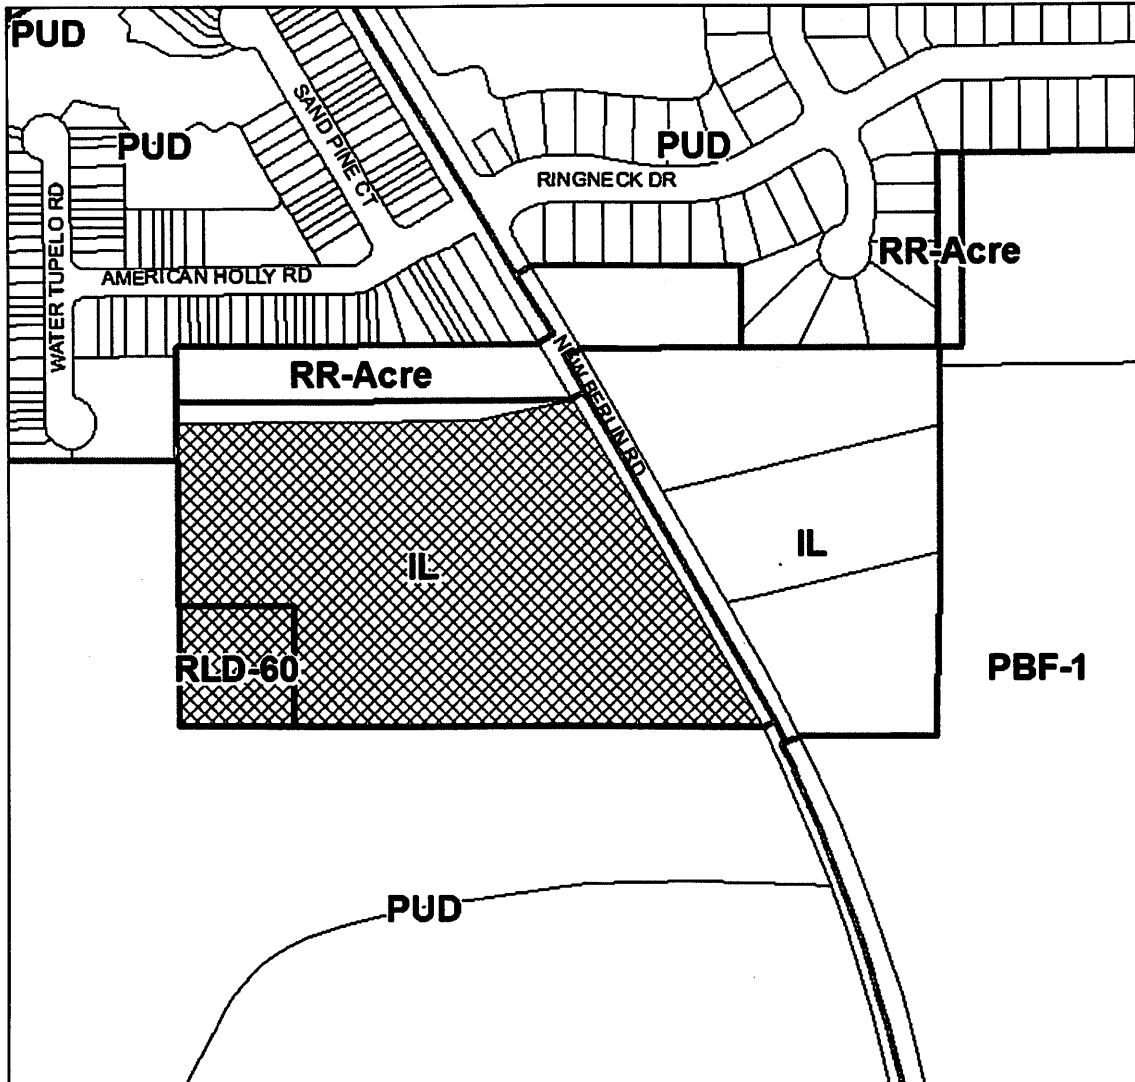 PUD
SAND PINE CT
PUD
PUD
RINGNECK DR
WATER TUPELO RD
AMERICAN HOLLY RD
RR-Acre
NEW BERLIN RD
RR-Acre
IL
IL
RLD-60
PBF-1
PUD